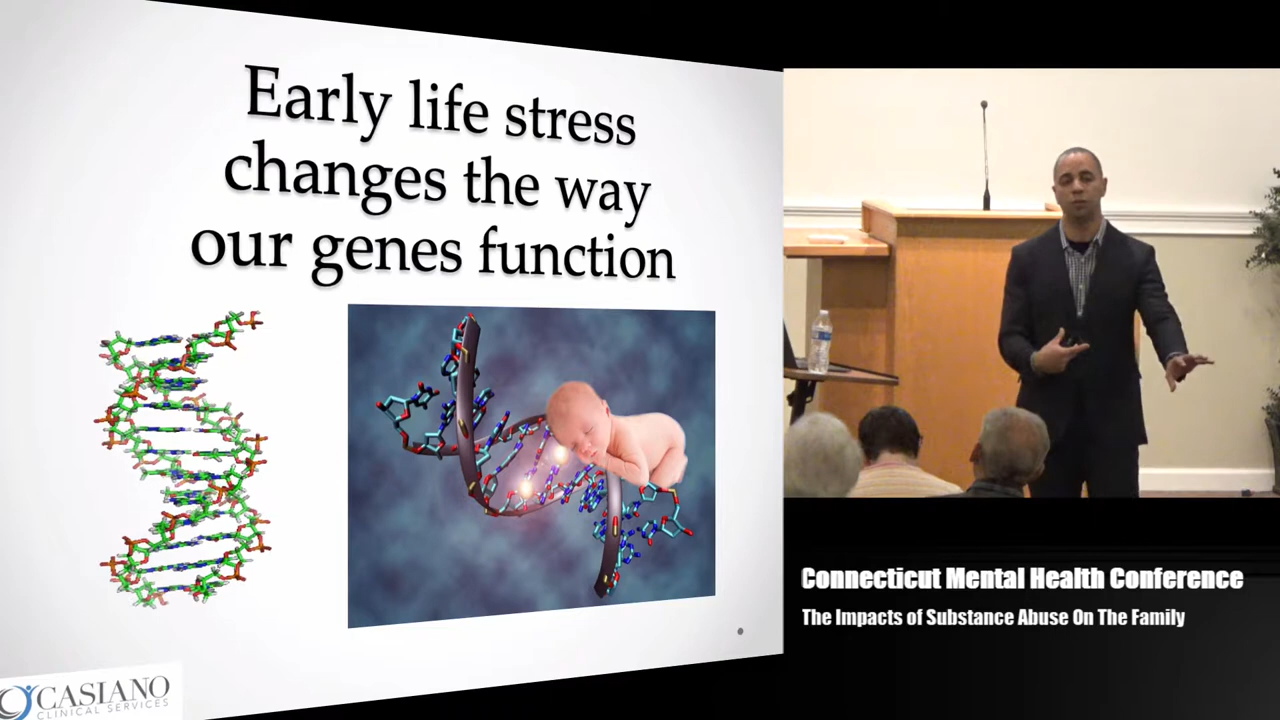 Early life stress
changes the way
our genes function
Connecticut Mental Health Conference
The Impacts of Substance Abuse On The Family
CASIANO
CLINICAL SERVICES